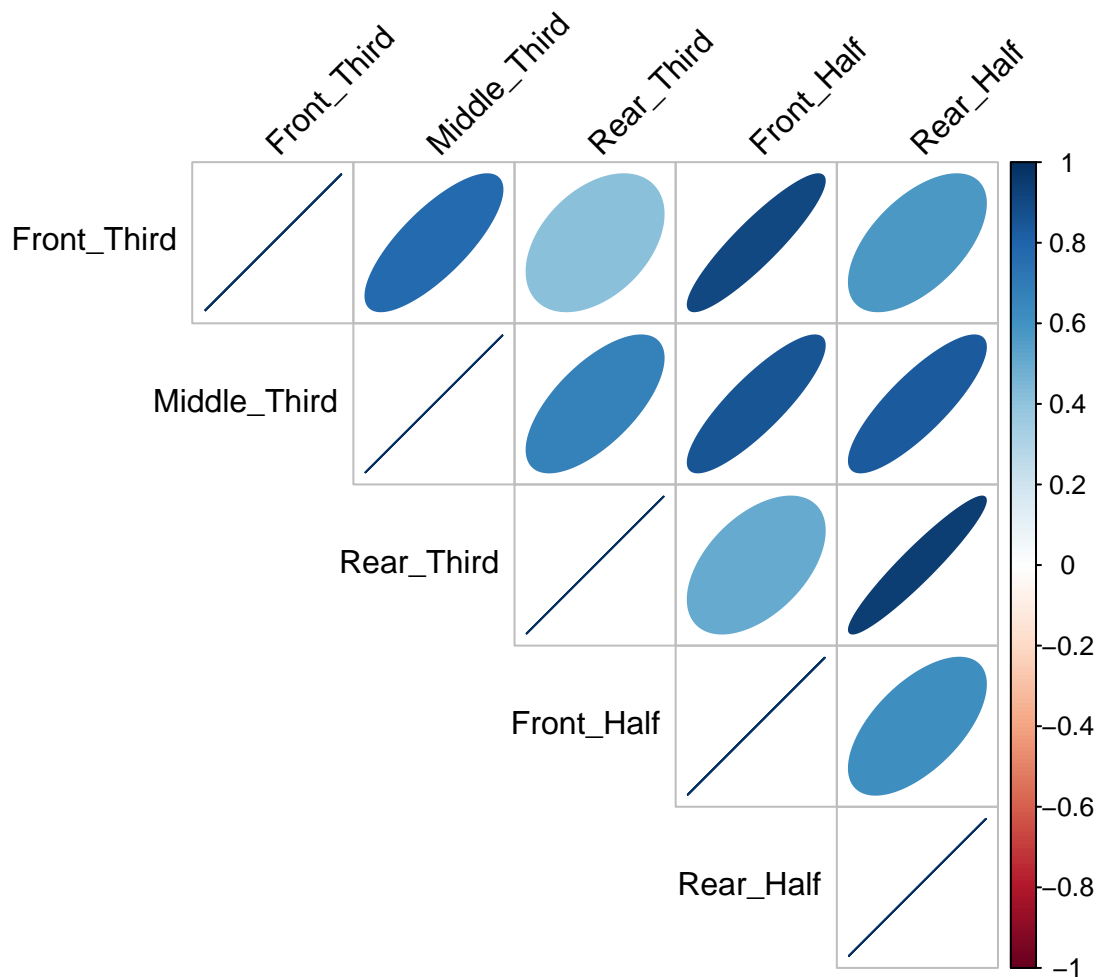 Front_Third
Middle_Third
Rear_Third
Front_Half
Rear_Half
Front_Third
Middle_Third
Rear_Third
Front_Half
Rear_Half
1
0.8
0.6
0.4
0.2
0
−0.2
−0.4
−0.6
−0.8
−1